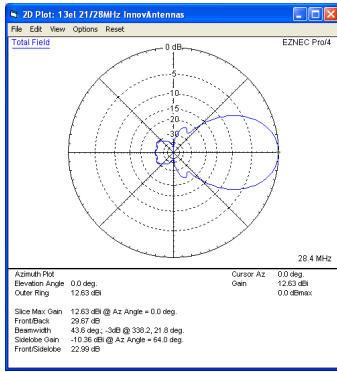 2D Plot: 13el 21/28MHz InnovAntennas
File Edit View Options Reset
Total Field
EZNEC Pro/4
0 dB
-5
-10
-15
-20
-30
28.4 MHz
Azimuth Plot
Elevation Angle 0.0 deg.
Outer Ring 12.63 dBi
Cursor Az 0.0 deg.
Gain 12.63 dBi
0.0 dBmax
Slice Max Gain 12.63 dBi @ Az Angle = 0.0 deg.
Front/Back 29.67 dB
Beamwidth 43.6 deg.; -3dB @ 338.2, 21.8 deg.
Sidelobe Gain -10.36 dBi @ Az Angle = 64.0 deg.
Front/Sidelobe 22.99 dB